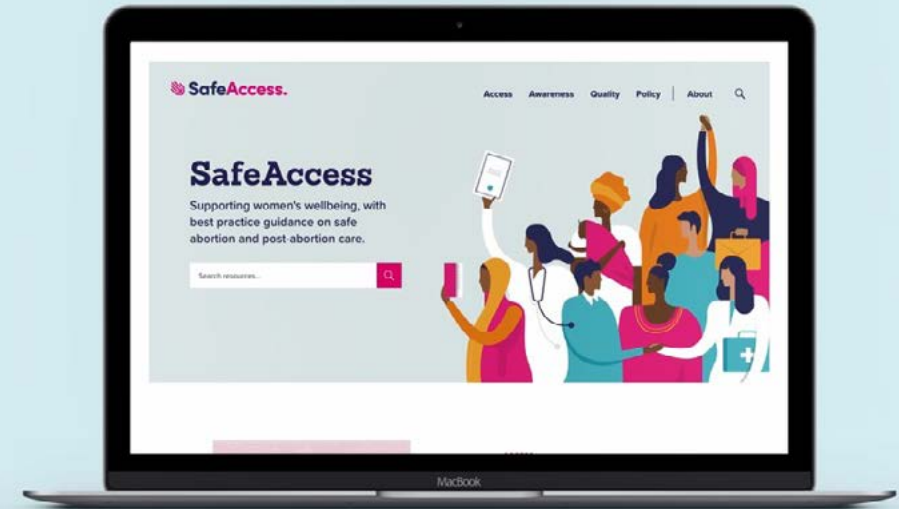 SafeAccess.
Access Awareness Quality Policy About
SafeAccess
Supporting women's wellbeing, with
best practice guidance on safe
abortion and post-abortion care.
Search resources...
MacBook